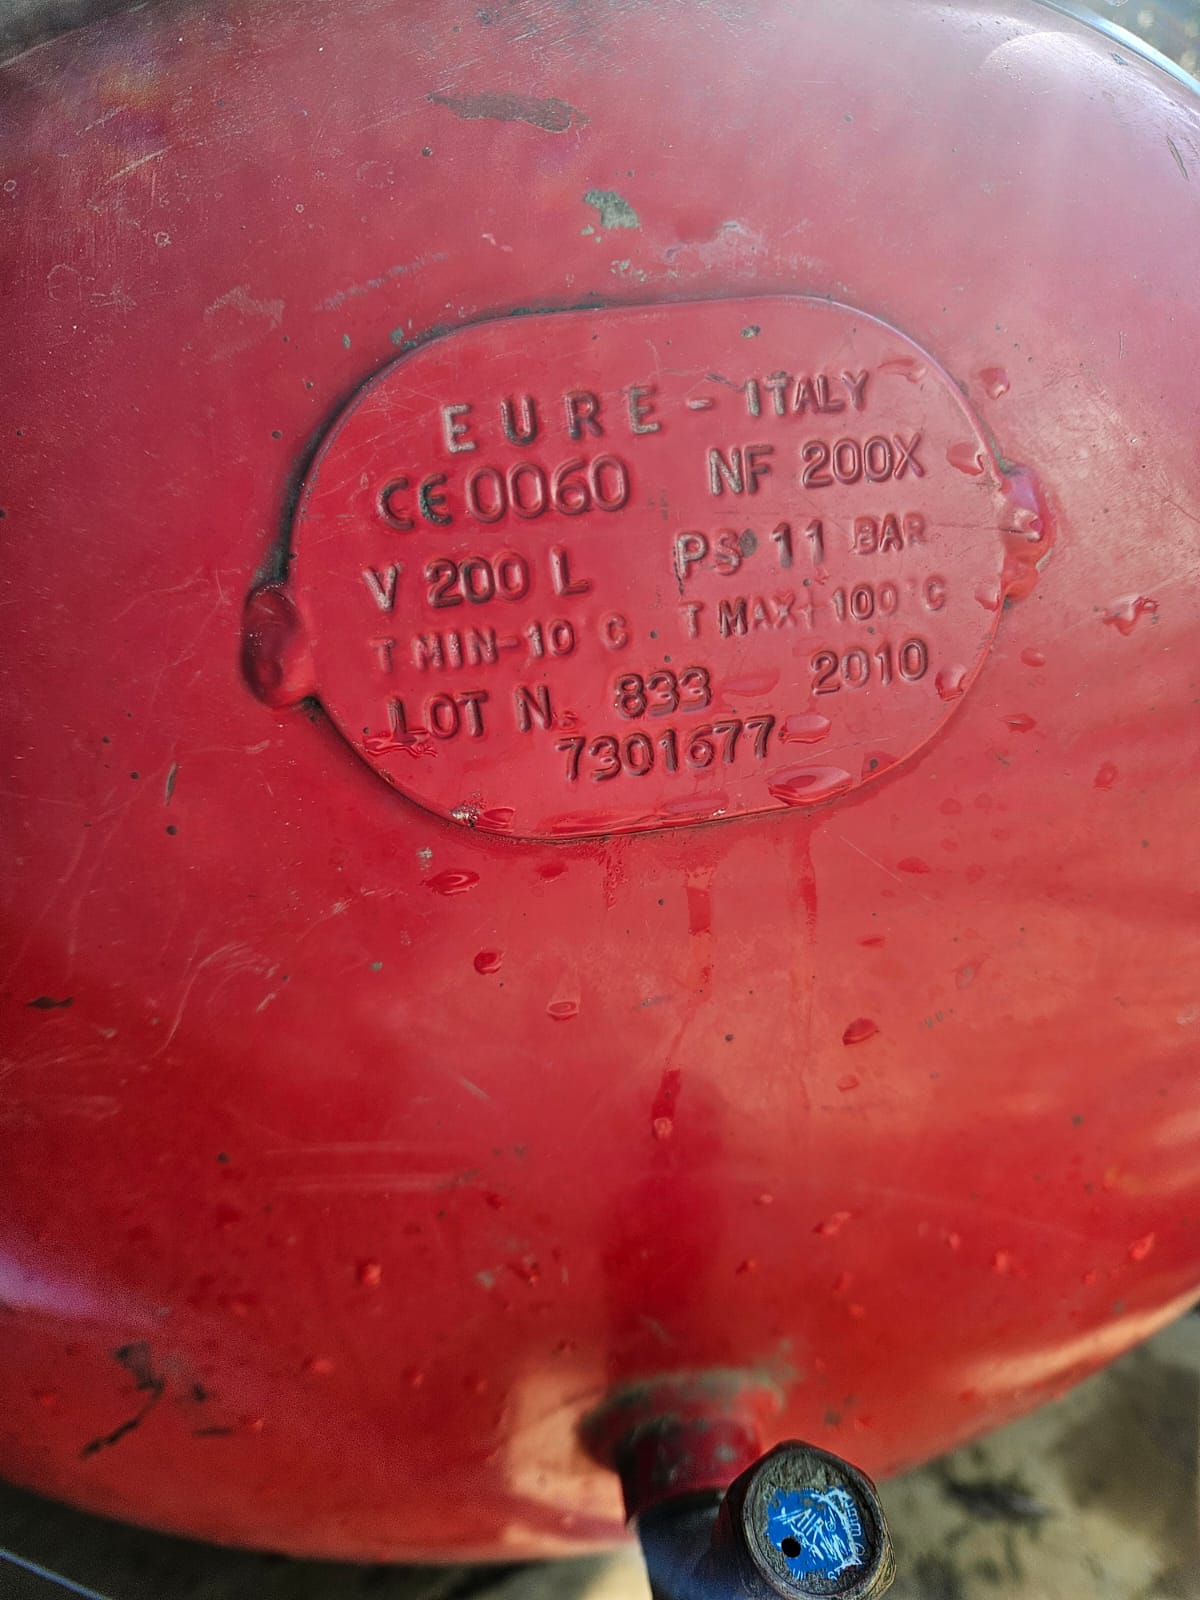 EURE - ITALY
CE 0060 NF 200X
V 200 L PS 11 BAR
T MIN-10°C. T MAX+100°C
LOT N. 833 2010
7301677